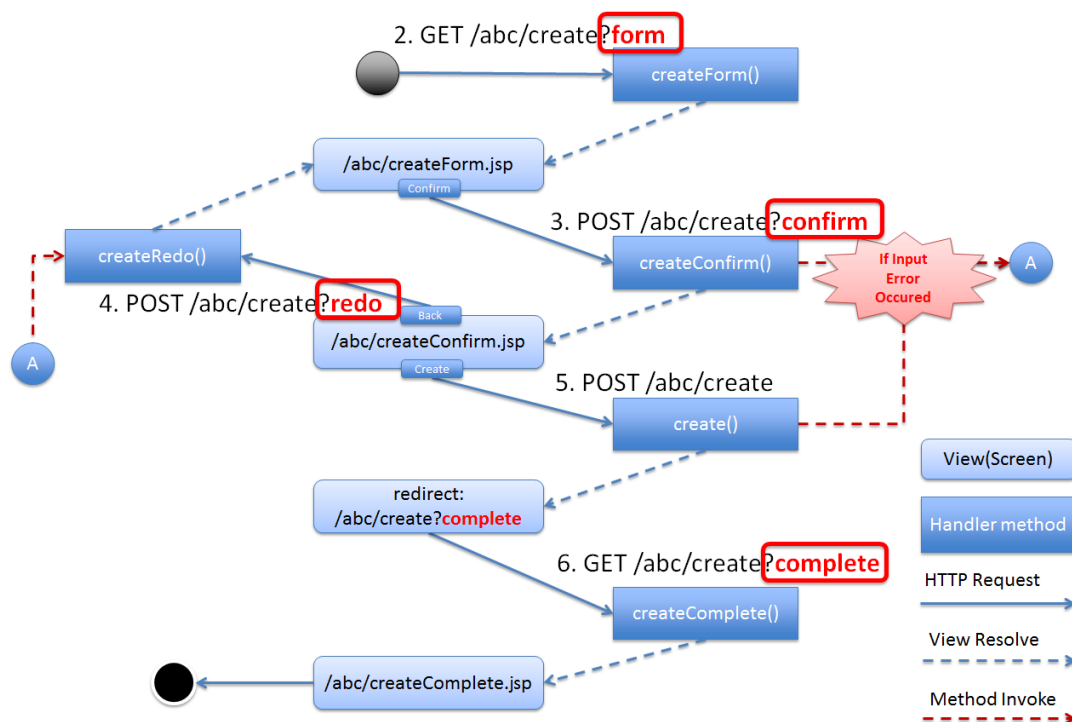 2. GET /abc/create?form
createForm()
/abc/createForm.jsp
Confirm
3. POST /abc/create?confirm
createRedo()
createConfirm()
If Input
Error
Occured
A
4. POST /abc/create?redo
Back
/abc/createConfirm.jsp
Create
A
5. POST /abc/create
create()
View(Screen)
redirect:
/abc/create?complete
Handler method
6. GET /abc/create?complete
HTTP Request
createComplete()
View Resolve
/abc/createComplete.jsp
Method Invoke